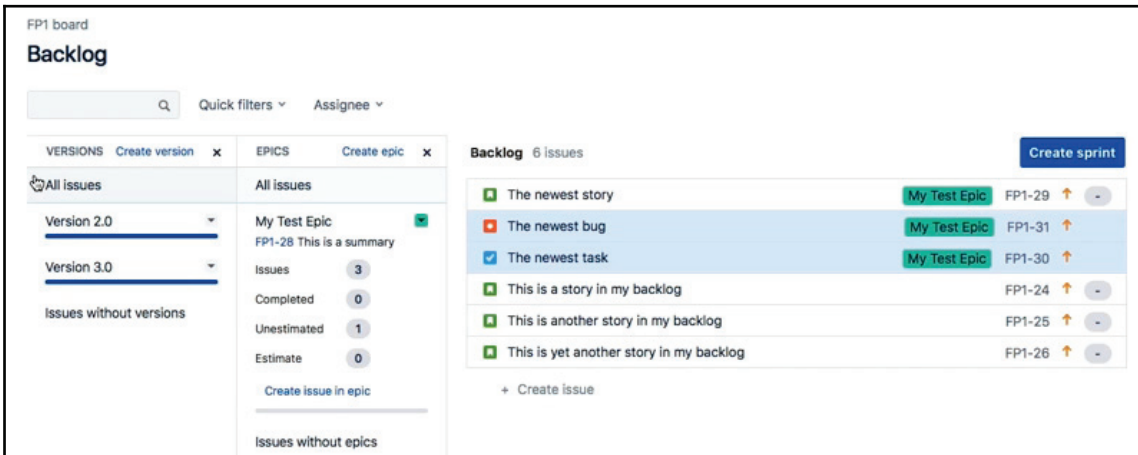 FP1 board
Backlog
Quick filters
Assignee
VERSIONS Create version x
All issues
Version 2.0
Version 3.0
Issues without versions
EPICS Create epic x
All issues
My Test Epic
FP1-28 This is a summary
Issues 3
Completed 0
Unestimated 1
Estimate 0
Create issue in epic
Issues without epics
Backlog 6 issues Create sprint
The newest story My Test Epic FP1-29 -
The newest bug My Test Epic FP1-31
The newest task My Test Epic FP1-30
This is a story in my backlog FP1-24 -
This is another story in my backlog FP1-25 -
This is yet another story in my backlog FP1-26 -
+ Create issue